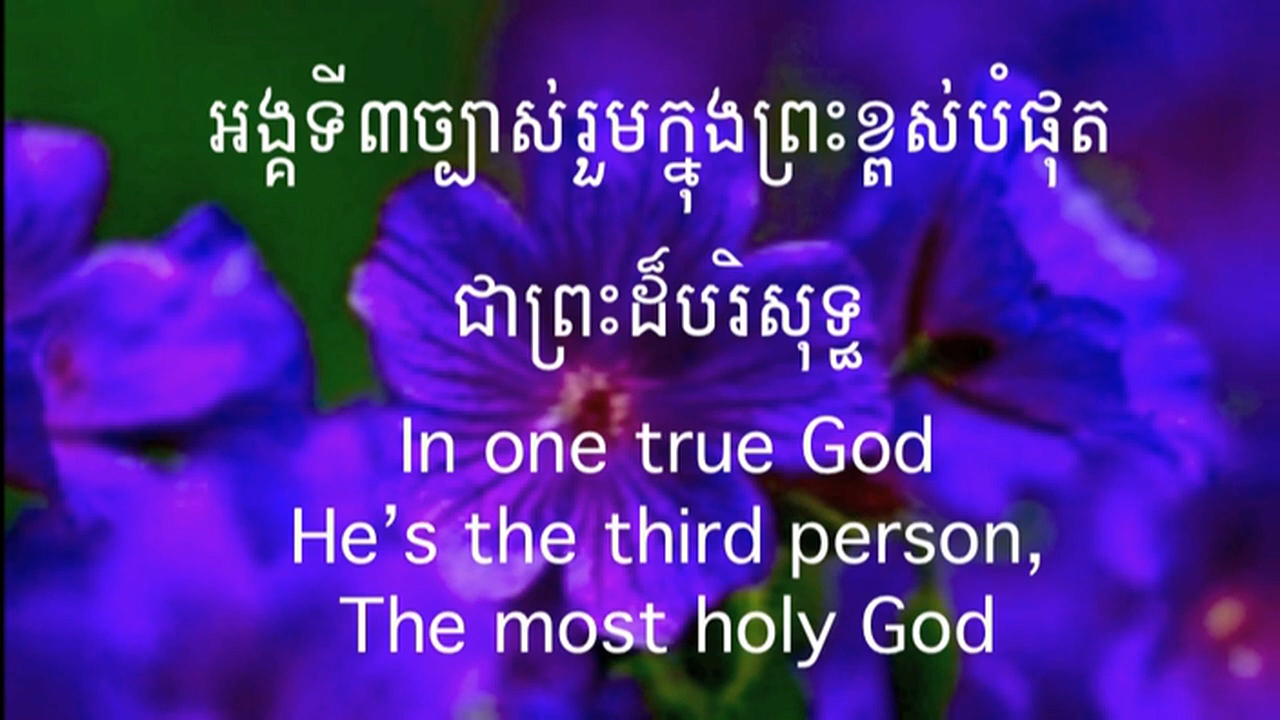 អង្គទី៣ច្បាស់រួមក្នុងព្រះខ្ពស់បំផុត
ជាព្រះដ៏បរិសុទ្ធ
In one true God
He’s the third person,
The most holy God